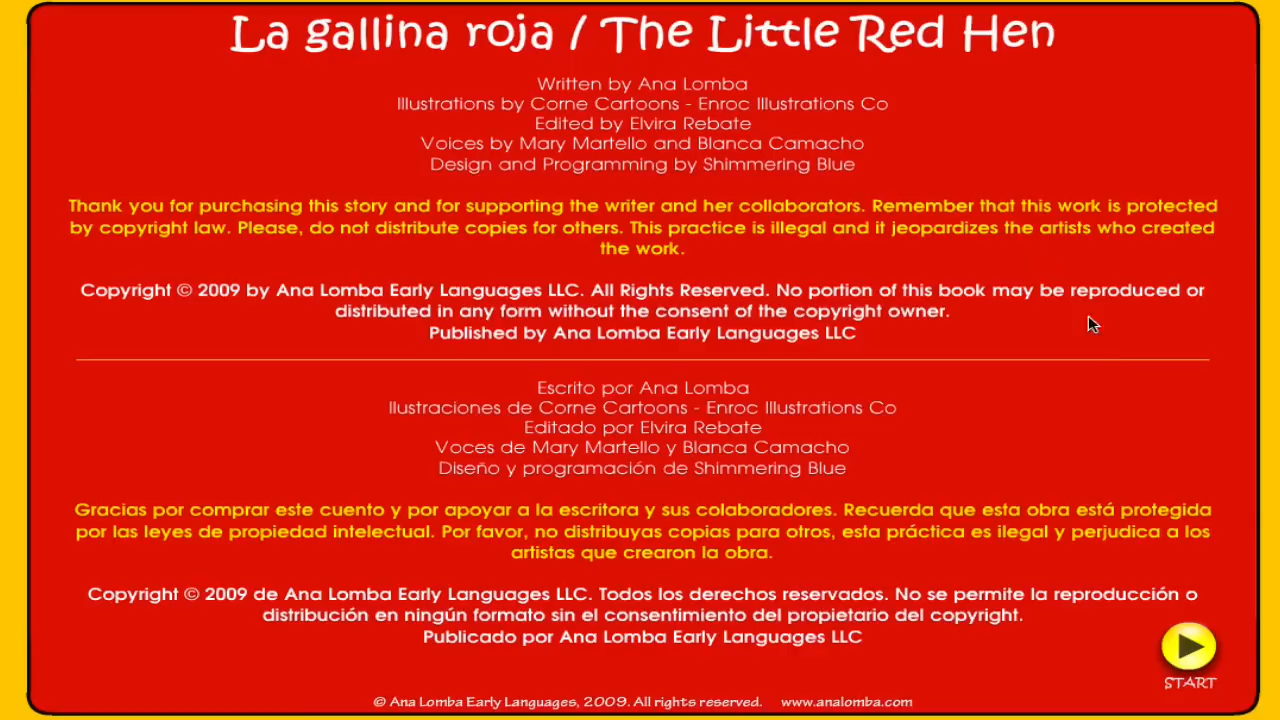 La gallina roja / The Little Red Hen
Written by Ana Lomba
Illustrations by Corne Cartoons - Enroc Illustrations Co
Edited by Elvira Rebate
Voices by Mary Martello and Blanca Camacho
Design and Programming by Shimmering Blue
Thank you for purchasing this story and for supporting the writer and her collaborators. Remember that this work is protected
by copyright law. Please, do not distribute copies for others. This practice is illegal and it jeopardizes the artists who created
the work.
Copyright © 2009 by Ana Lomba Early Languages LLC. All Rights Reserved. No portion of this book may be reproduced or
distributed in any form without the consent of the copyright owner.
Published by Ana Lomba Early Languages LLC
Escrito por Ana Lomba
Ilustraciones de Corne Cartoons - Enroc Illustrations Co
Editado por Elvira Rebate
Voces de Mary Martello y Blanca Camacho
Diseño y programación de Shimmering Blue
Gracias por comprar este cuento y por apoyar a la escritora y sus colaboradores. Recuerda que esta obra está protegida
por las leyes de propiedad intelectual. Por favor, no distribuyas copias para otros, esta práctica es ilegal y perjudica a los
artistas que crearon la obra.
Copyright © 2009 de Ana Lomba Early Languages LLC. Todos los derechos reservados. No se permite la reproducción o
distribución en ningún formato sin el consentimiento del propietario del copyright.
Publicado por Ana Lomba Early Languages LLC
START
© Ana Lomba Early Languages, 2009. All rights reserved. www.analomba.com